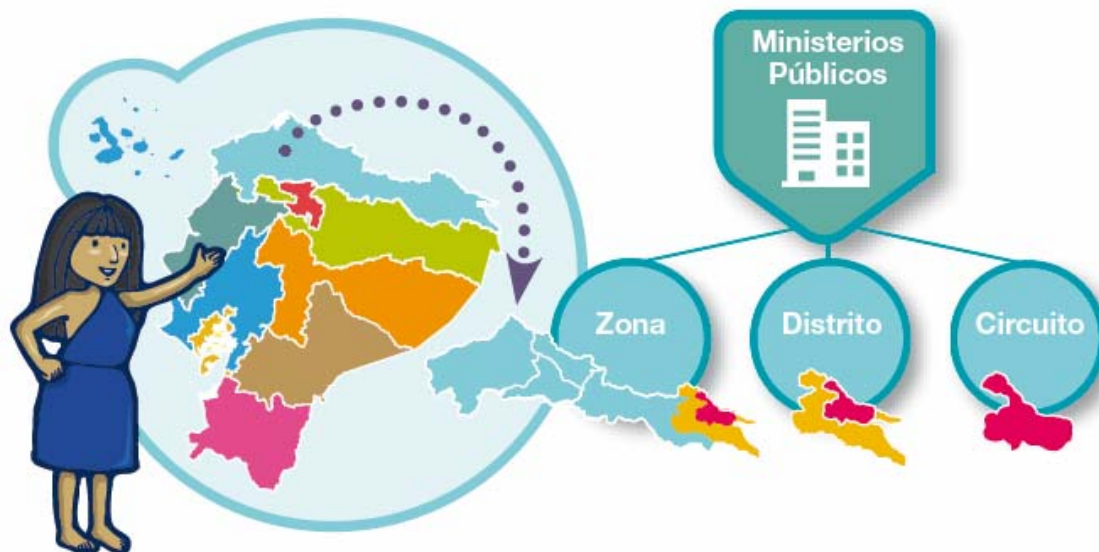 Ministerios
Públicos
Zona
Distrito
Circuito